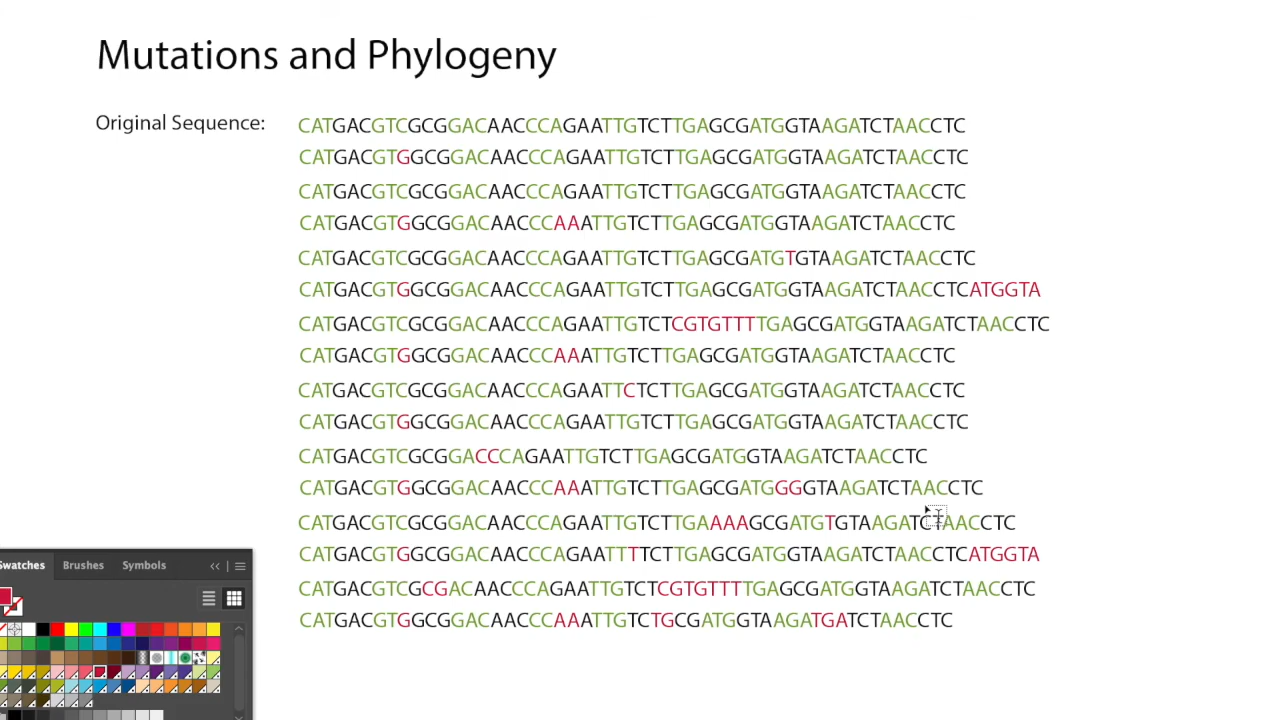 Mutations and Phylogeny
Original Sequence: CATGACGTCGCGGACAACCCAGAATTGTCTTGAGCGATGGTAAGATCTAACCTC
CATGACGTGGCGGACAACCCAGAATTGTCTTGAGCGATGGTAAGATCTAACCTC
CATGACGTCGCGGACAACCCAGAATTGTCTTGAGCGATGGTAAGATCTAACCTC
CATGACGTGGCGGACAACCCAAATTGTCTTGAGCGATGGTAAGATCTAACCTC
CATGACGTCGCGGACAACCCAGAATTGTCTTGAGCGATGTGTAAGATCTAACCTC
CATGACGTGGCGGACAACCCAGAATTGTCTTGAGCGATGGTAAGATCTAACCTCATGGTA
CATGACGTCGCGGACAACCCAGAATTGTCTCGTGTTTTGAGCGATGGTAAGATCTAACCTC
CATGACGTGGCGGACAACCCAAATTGTCTTGAGCGATGGTAAGATCTAACCTC
CATGACGTCGCGGACAACCCAGAATTCTCTTGAGCGATGGTAAGATCTAACCTC
CATGACGTGGCGGACAACCCAGAATTGTCTTGAGCGATGGTAAGATCTAACCTC
CATGACGTCGCGGACCCAGAATTGTCTTGAGCGATGGTAAGATCTAACCTC
CATGACGTGGCGGACAACCCAAATTGTCTTGAGCGATGGGGTAAGATCTAACCTC
CATGACGTCGCGGACAACCCAGAATTGTCTTGAAAAGCGATGTGTAAGATCTAACCTC
CATGACGTGGCGGACAACCCAGAATTTTCTTGAGCGATGGTAAGATCTAACCTCATGGTA
CATGACGTCGCGACAACCCAGAATTGTCTCGTGTTTTGAGCGATGGTAAGATCTAACCTC
CATGACGTGGCGGACAACCCAAATTGTCTGCGATGGTAAGATGATCTAACCTC
Swatches Brushes Symbols